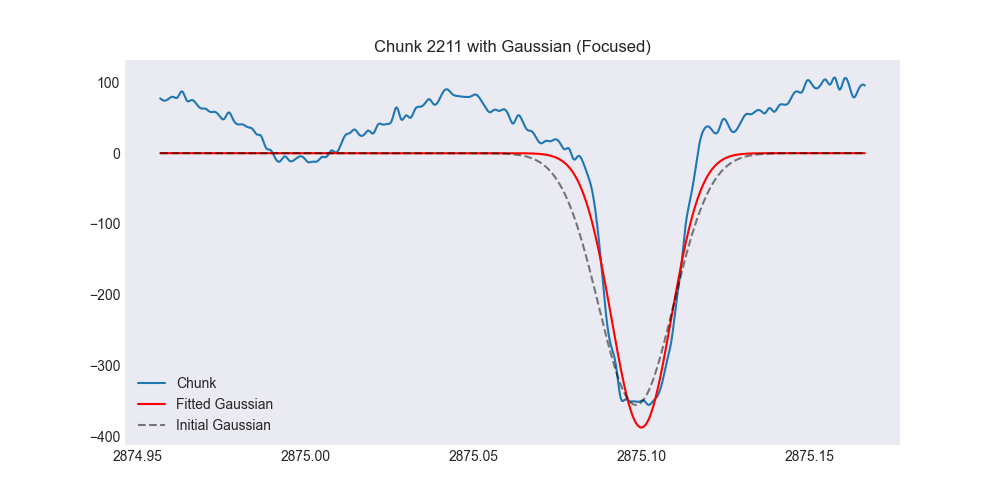 Chunk 2211 with Gaussian (Focused)
100
0
−100
−200
−300
−400
Chunk
Fitted Gaussian
Initial Gaussian
2874.95 2875.00 2875.05 2875.10 2875.15